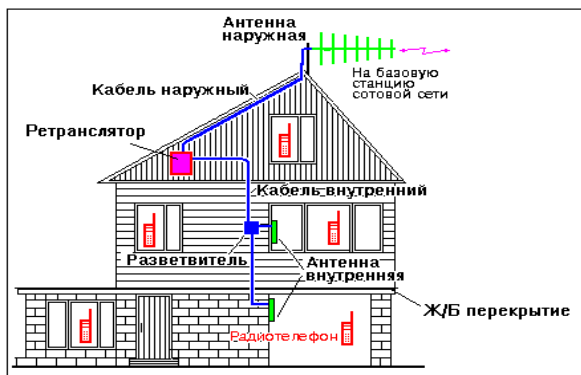 Антенна
наружная
На базовую
станцию
сотовой сети
Кабель наружный
Ретранслятор
Кабель внутренний
Разветвитель
Антенна
внутренняя
Ж/Б перекрытие
Радиотелефон